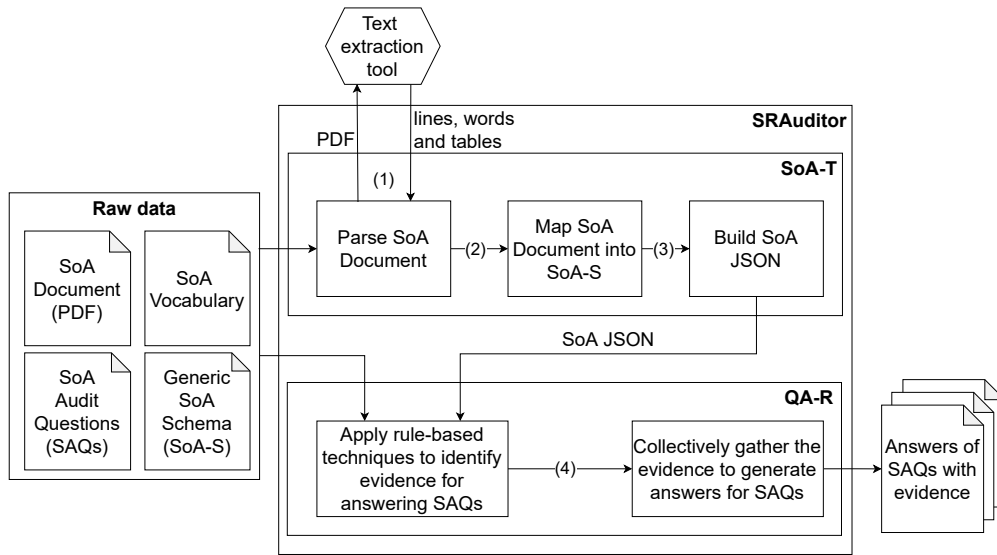 Text
extraction
tool
PDF
lines, words
and tables
SRAuditor
SoA-T
(1)
Raw data
SoA
Document
(PDF)
SoA
Vocabulary
SoA
Audit
Questions
(SAQs)
Generic
SoA
Schema
(SoA-S)
Parse SoA
Document
(2)
Map SoA
Document into
SoA-S
(3)
Build SoA
JSON
SoA JSON
QA-R
Apply rule-based
techniques to identify
evidence for
answering SAQs
(4)
Collectively gather the
evidence to generate
answers for SAQs
Answers of
SAQs with
evidence